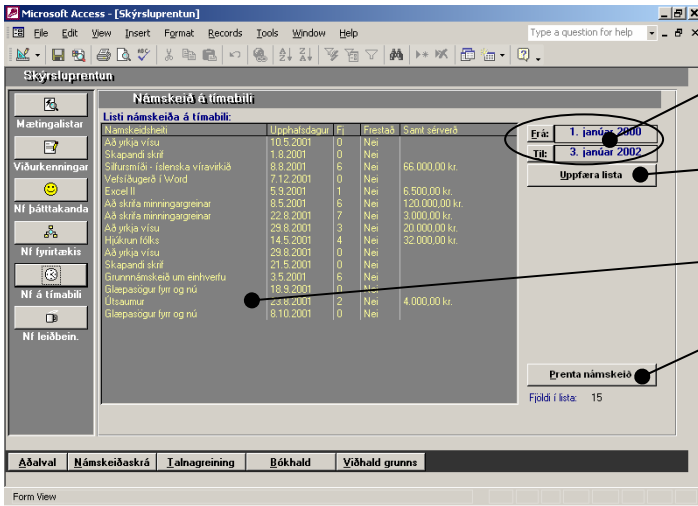 Microsoft Access - [Skýrsluprentun]
File Edit View Insert Format Records Tools Window Help Type a question for help
Skýrsluprentun
Námskeið á tímabili
Listi námskeiða á tímabili:
Namskeidsheiti Upphafsdagur Fj Frestað Samt sérverð
Að yrkja vísu 10.5.2001 0 Nei
Skapandi skrif 1.8.2001 0 Nei
Silfursmíði - íslenska víravirkið 8.8.2001 6 Nei 66.000,00 kr.
Vefsíðugerð í Word 7.12.2001 0 Nei
Excel II 5.9.2001 1 Nei 6.500,00 kr.
Að skrifa minningargreinar 8.5.2001 6 Nei 120.000,00 kr.
Að skrifa minningargreinar 22.8.2001 7 Nei 3.000,00 kr.
Að yrkja vísu 29.8.2001 3 Nei 20.000,00 kr.
Hjúkrun fólks 14.5.2001 4 Nei 32.000,00 kr.
Að yrkja vísu 29.8.2001 0 Nei
Skapandi skrif 21.5.2001 0 Nei
Grunnnámskeið um einhverfu 3.5.2001 6 Nei
Glæpasögur fyrr og nú 18.9.2001 0 Nei
Útsaumur 23.8.2001 2 Nei 4.000,00 kr.
Glæpasögur fyrr og nú 8.10.2001 0 Nei
Mætingalistar
Viðurkenningar
Nf þátttakanda
Nf fyrirtækis
Nf á tímabili
Nf leiðbein.
Frá: 1. janúar 2000
Til: 3. janúar 2002
Uppfæra lista
Prenta námskeið
Fjöldi í lista: 15
Aðalval Námskeiðaskrá Talnagreining Bókhald Viðhald grunns
Form View